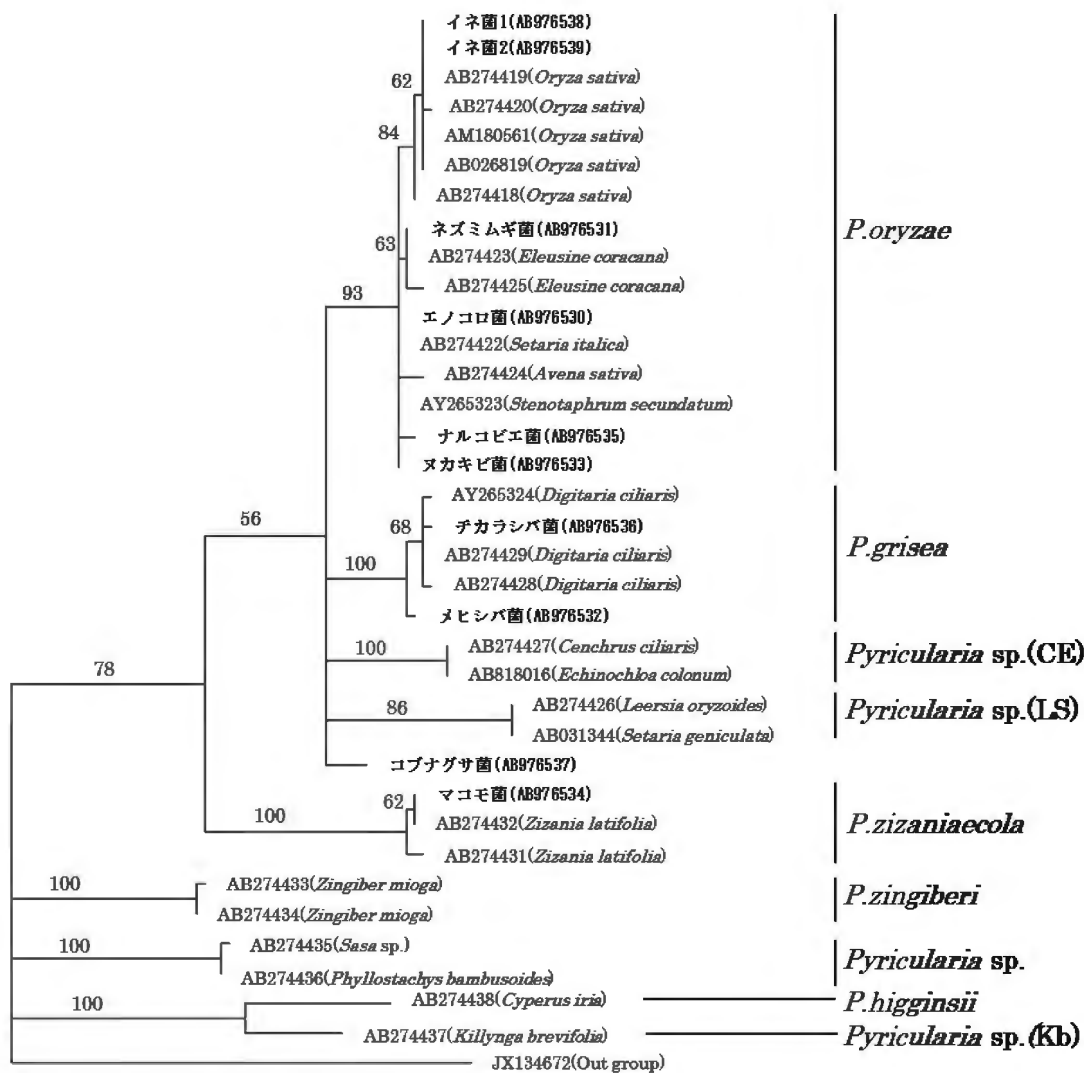 イネ菌1(AB976538)
イネ菌2(AB976539)
62
AB274419(Oryza sativa)
AB274420(Oryza sativa)
84
AM180561(Oryza sativa)
AB026819(Oryza sativa)
AB274418(Oryza sativa)
ネズミムギ菌(AB976531)
P.oryzae
63
AB274423(Eleusine coracana)
AB274425(Eleusine coracana)
93
エノコロ菌(AB976530)
AB274422(Setaria italica)
AB274424(Avena sativa)
AY265323(Stenotaphrum secundatum)
ナルコビエ菌(AB976535)
ヌカキビ菌(AB976533)
AY265324(Digitaria ciliaris)
56
68
チカラシバ菌(AB976536)
P.grisea
AB274429(Digitaria ciliaris)
100
AB274428(Digitaria ciliaris)
メヒシバ菌(AB976532)
100
AB274427(Cenchrus ciliaris)
Pyricularia sp.(CE)
78
AB818016(Echinochloa colonum)
86
AB274426(Leersia oryzoides)
Pyricularia sp.(LS)
AB031344(Setaria geniculata)
コブナグサ菌(AB976537)
マコモ菌(AB976534)
62
100
AB274432(Zizania latifolia)
P.zizaniaecola
AB274431(Zizania latifolia)
100
AB274433(Zingiber mioga)
P.zingiberi
AB274434(Zingiber mioga)
100
AB274435(Sasa sp.)
Pyricularia sp.
AB274436(Phyllostachys bambusoides)
100
AB274438(Cyperus iria)
P.higginsii
AB274437(Killynga brevifolia)
Pyricularia sp.(Kb)
JX134672(Out group)